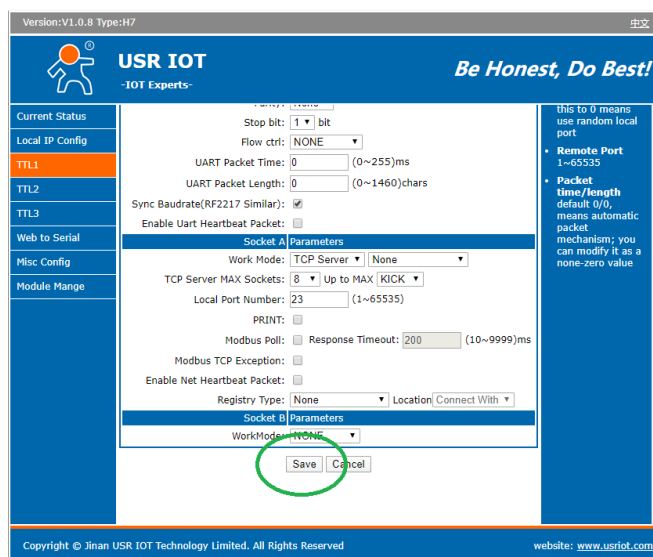 Version:V1.0.8 Type:H7 中文
®
USR IOT
-IOT Experts-
Be Honest, Do Best!
Current Status
Local IP Config
TTL1
TTL2
TTL3
Web to Serial
Misc Config
Module Mange
Stop bit: 1 bit
Flow ctrl: NONE
UART Packet Time: 0 (0~255)ms
UART Packet Length: 0 (0~1460)chars
Sync Baudrate(RF2217 Similar):
Enable Uart Heartbeat Packet:
Socket A Parameters
Work Mode: TCP Server None
TCP Server MAX Sockets: 8 Up to MAX KICK
Local Port Number: 23 (1~65535)
PRINT:
Modbus Poll: Response Timeout: 200 (10~9999)ms
Modbus TCP Exception:
Enable Net Heartbeat Packet:
Registry Type: None Location Connect With
Socket B Parameters
WorkMode: NONE
Save Cancel
this to 0 means
use random local
port
• Remote Port
1~65535
• Packet
time/length
default 0/0,
means automatic
packet
mechanism; you
can modify it as a
none-zero value
Copyright © Jinan USR IOT Technology Limited. All Rights Reserved website: www.usriot.com